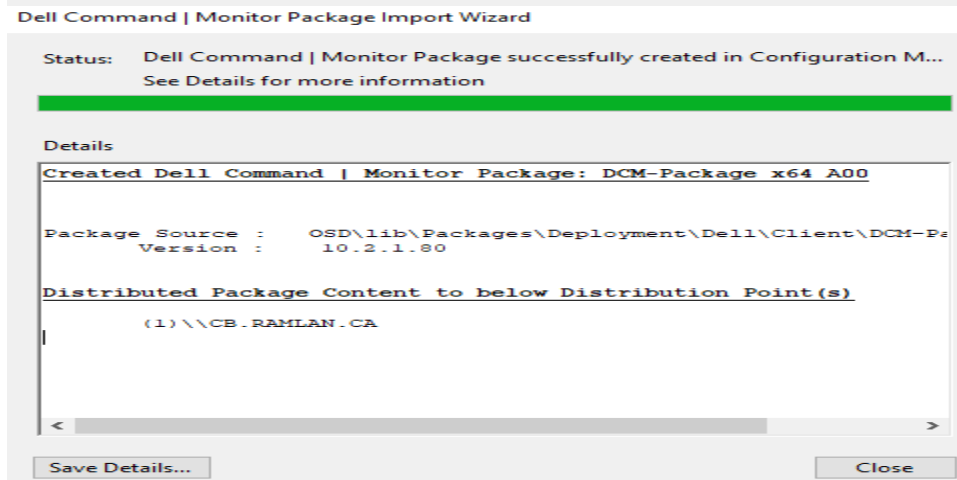 Dell Command | Monitor Package Import Wizard
Status: Dell Command | Monitor Package successfully created in Configuration M...
See Details for more information
Details
Created Dell Command | Monitor Package: DCM-Package x64 A00
Package Source : OSD\lib\Packages\Deployment\Dell\Client\DCM-Pa
Version : 10.2.1.80
Distributed Package Content to below Distribution Point(s)
(1)\\CB.RAMLAN.CA
Save Details... Close